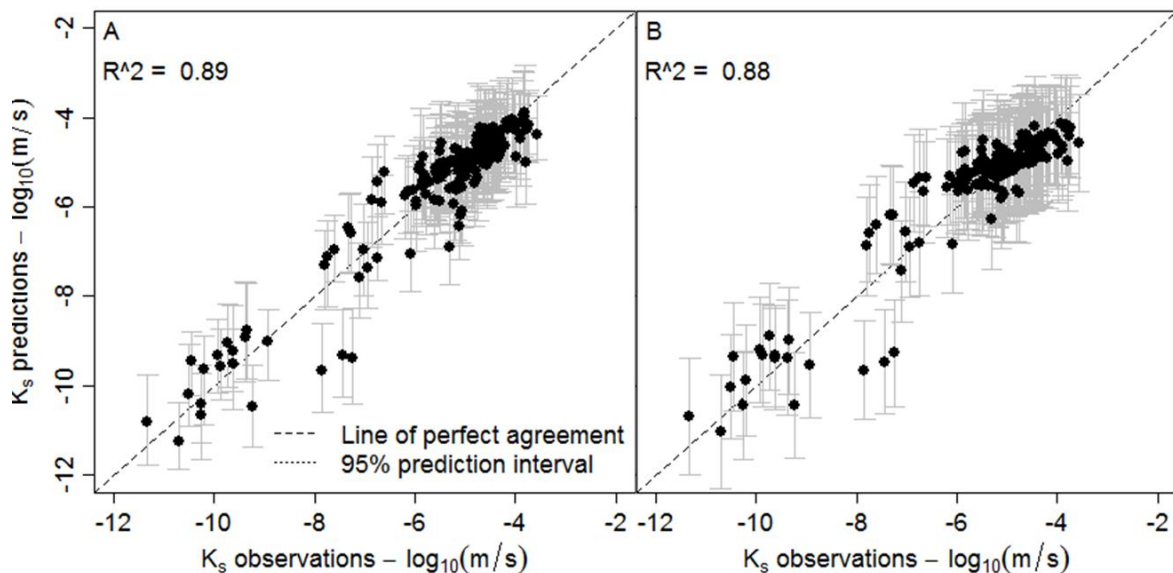 A
R^2 = 0.89
B
R^2 = 0.88
-2
-4
-6
-8
-10
-12
Ks predictions – log10(m/s)
Line of perfect agreement
95% prediction interval
-12 -10 -8 -6 -4 -2
-12 -10 -8 -6 -4 -2
Ks observations – log10(m/s)
Ks observations – log10(m/s)